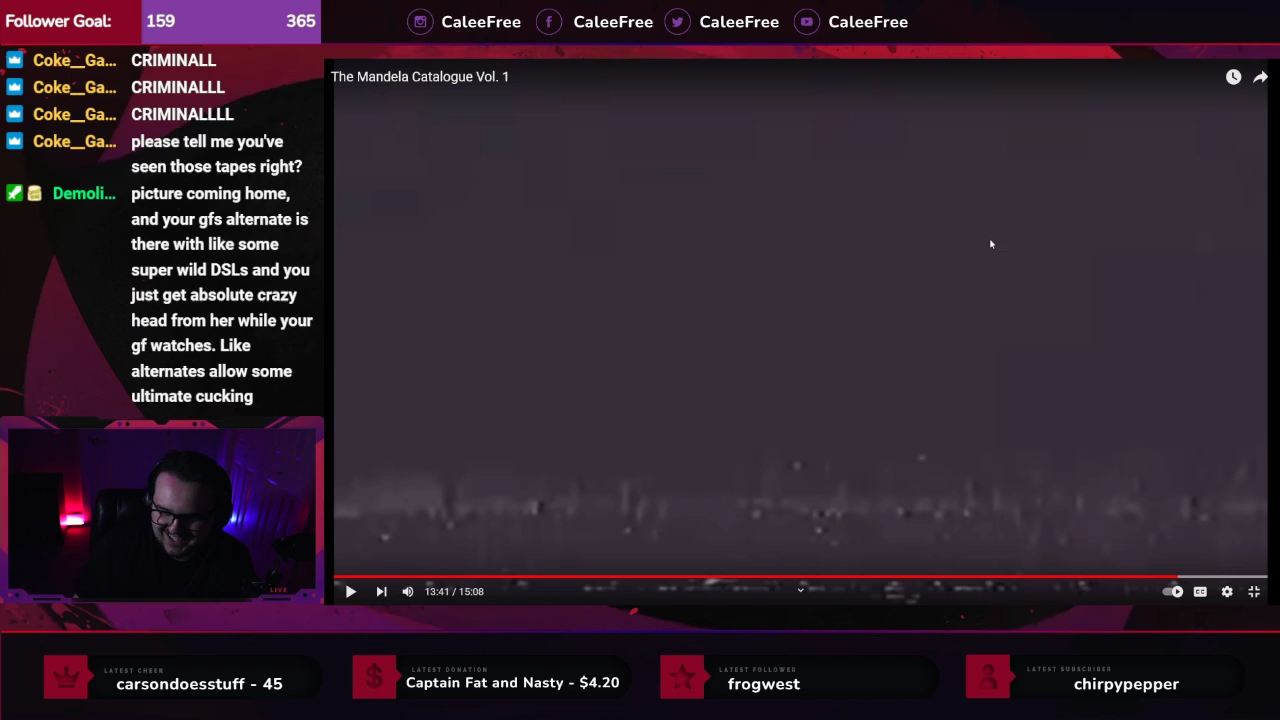 Follower Goal: 159 365
CaleeFree CaleeFree CaleeFree CaleeFree
Coke__Ga... CRIMINALL
Coke__Ga... CRIMINALLL
Coke__Ga... CRIMINALLLL
Coke__Ga... please tell me you've
seen those tapes right?
Demoli... picture coming home,
and your gfs alternate is
there with like some
super wild DSLs and you
just get absolute crazy
head from her while your
gf watches. Like
alternates allow some
ultimate cucking
The Mandela Catalogue Vol. 1
13:41 / 15:08
LIVE
LATEST CHEER
carsondoesstuff - 45
LATEST DONATION
Captain Fat and Nasty - $4.20
LATEST FOLLOWER
frogwest
LATEST SUBSCRIBER
chirpypepper